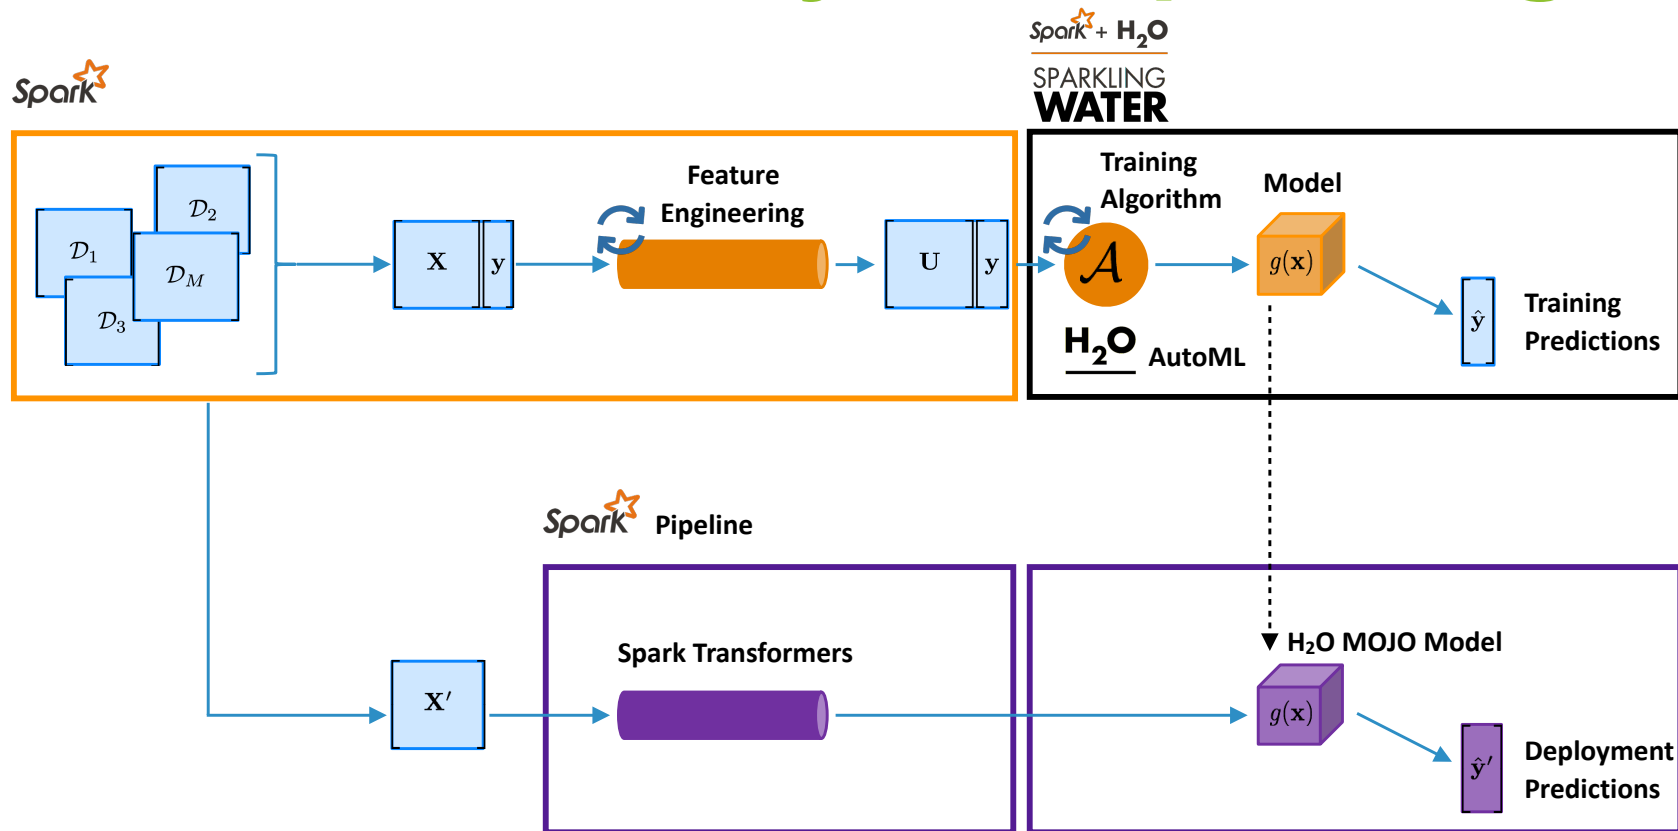 Spark + H₂O
SPARKLING
WATER
Spark
Feature
Engineering
Training
Algorithm
Model
𝒟₁
𝒟₂
𝒟₃
𝒟_M
X y
U y
𝒜
g(x)
ŷ
Training
Predictions
H₂O AutoML
Spark Pipeline
Spark Transformers
H₂O MOJO Model
X′
g(x)
ŷ′
Deployment
Predictions